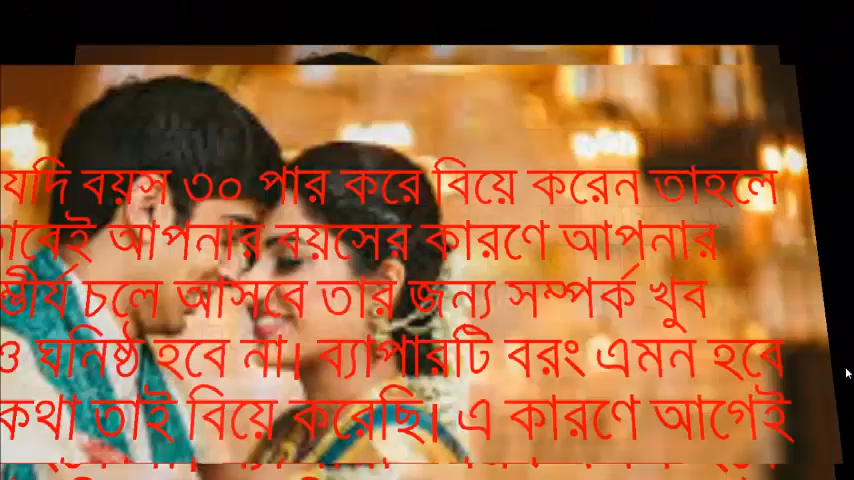 যদি বয়স ৩০ পার করে বিয়ে করেন তাহলে
আপনার বয়সের কারণে আপনার
চলে আসবে তার জন্য সম্পর্ক খুব
ও ঘনিষ্ঠ হবে না। ব্যাপারটি বরং এমন হবে
কথা তাই বিয়ে করেছি। এ কারণে আগেই